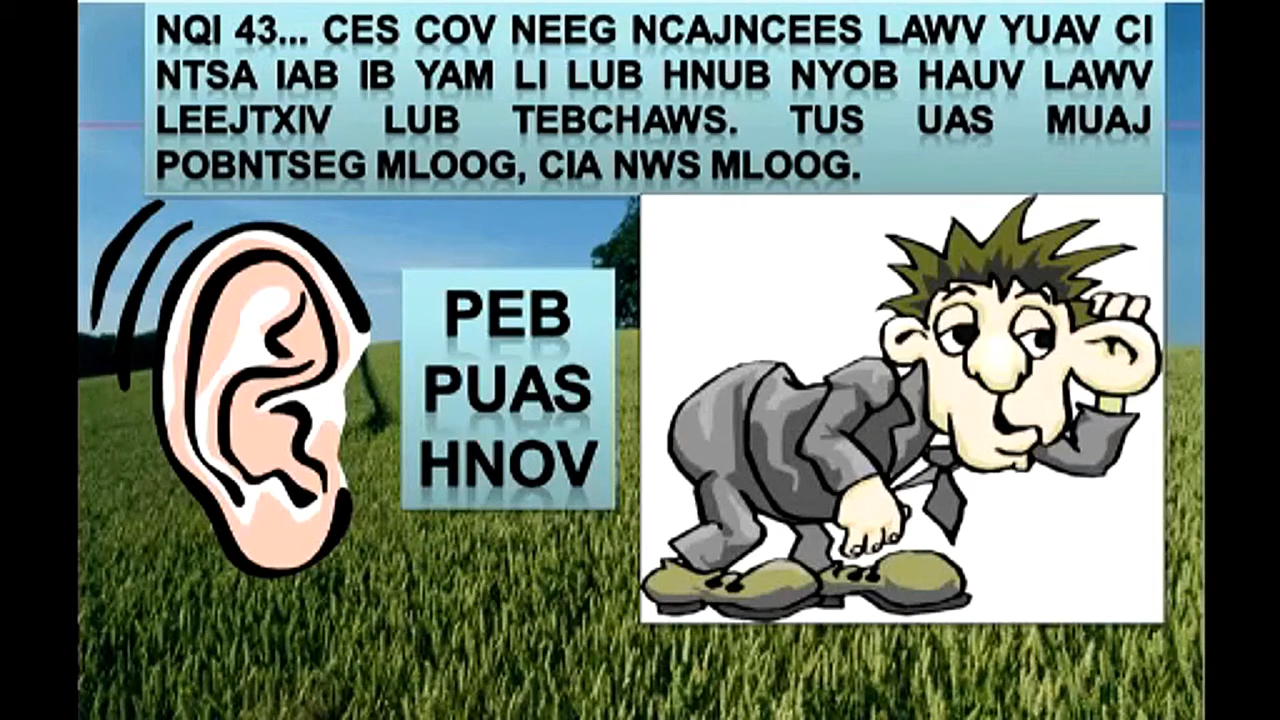 NQI 43... CES COV NEEG NCAJNCEES LAWV YUAV CI
NTSA IAB IB YAM LI LUB HNUB NYOB HAUV LAWV
LEEJTXIV LUB TEBCHAWS. TUS UAS MUAJ
POBNTSEG MLOOG, CIA NWS MLOOG.
PEB
PUAS
HNOV